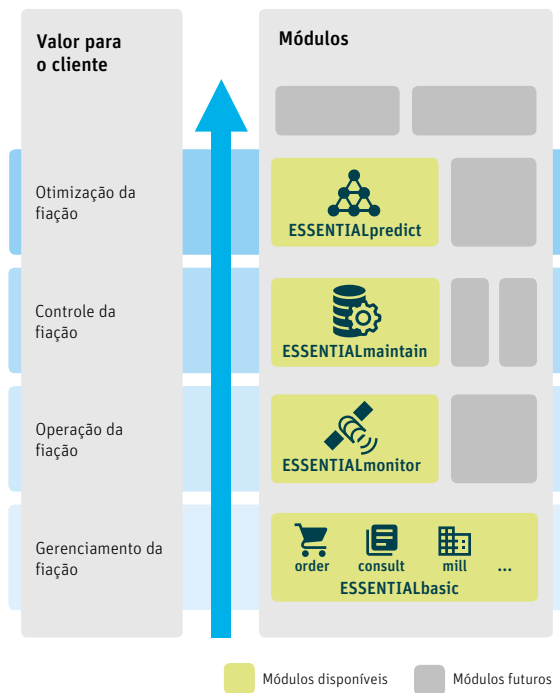 Valor para
o cliente
Módulos
Otimização da
fiação
ESSENTIALpredict
Controle da
fiação
ESSENTIALmaintain
Operação da
fiação
ESSENTIALmonitor
Gerenciamento da
fiação
order consult mill ...
ESSENTIALbasic
Módulos disponíveis
Módulos futuros